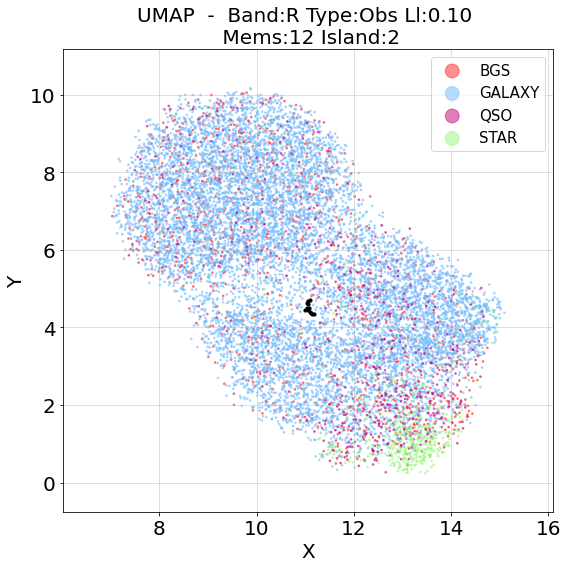 UMAP - Band:R Type:Obs Ll:0.10
Mems:12 Island:2
BGS
GALAXY
QSO
STAR
10
8
6
4
2
0
Y
8 10 12 14 16
X